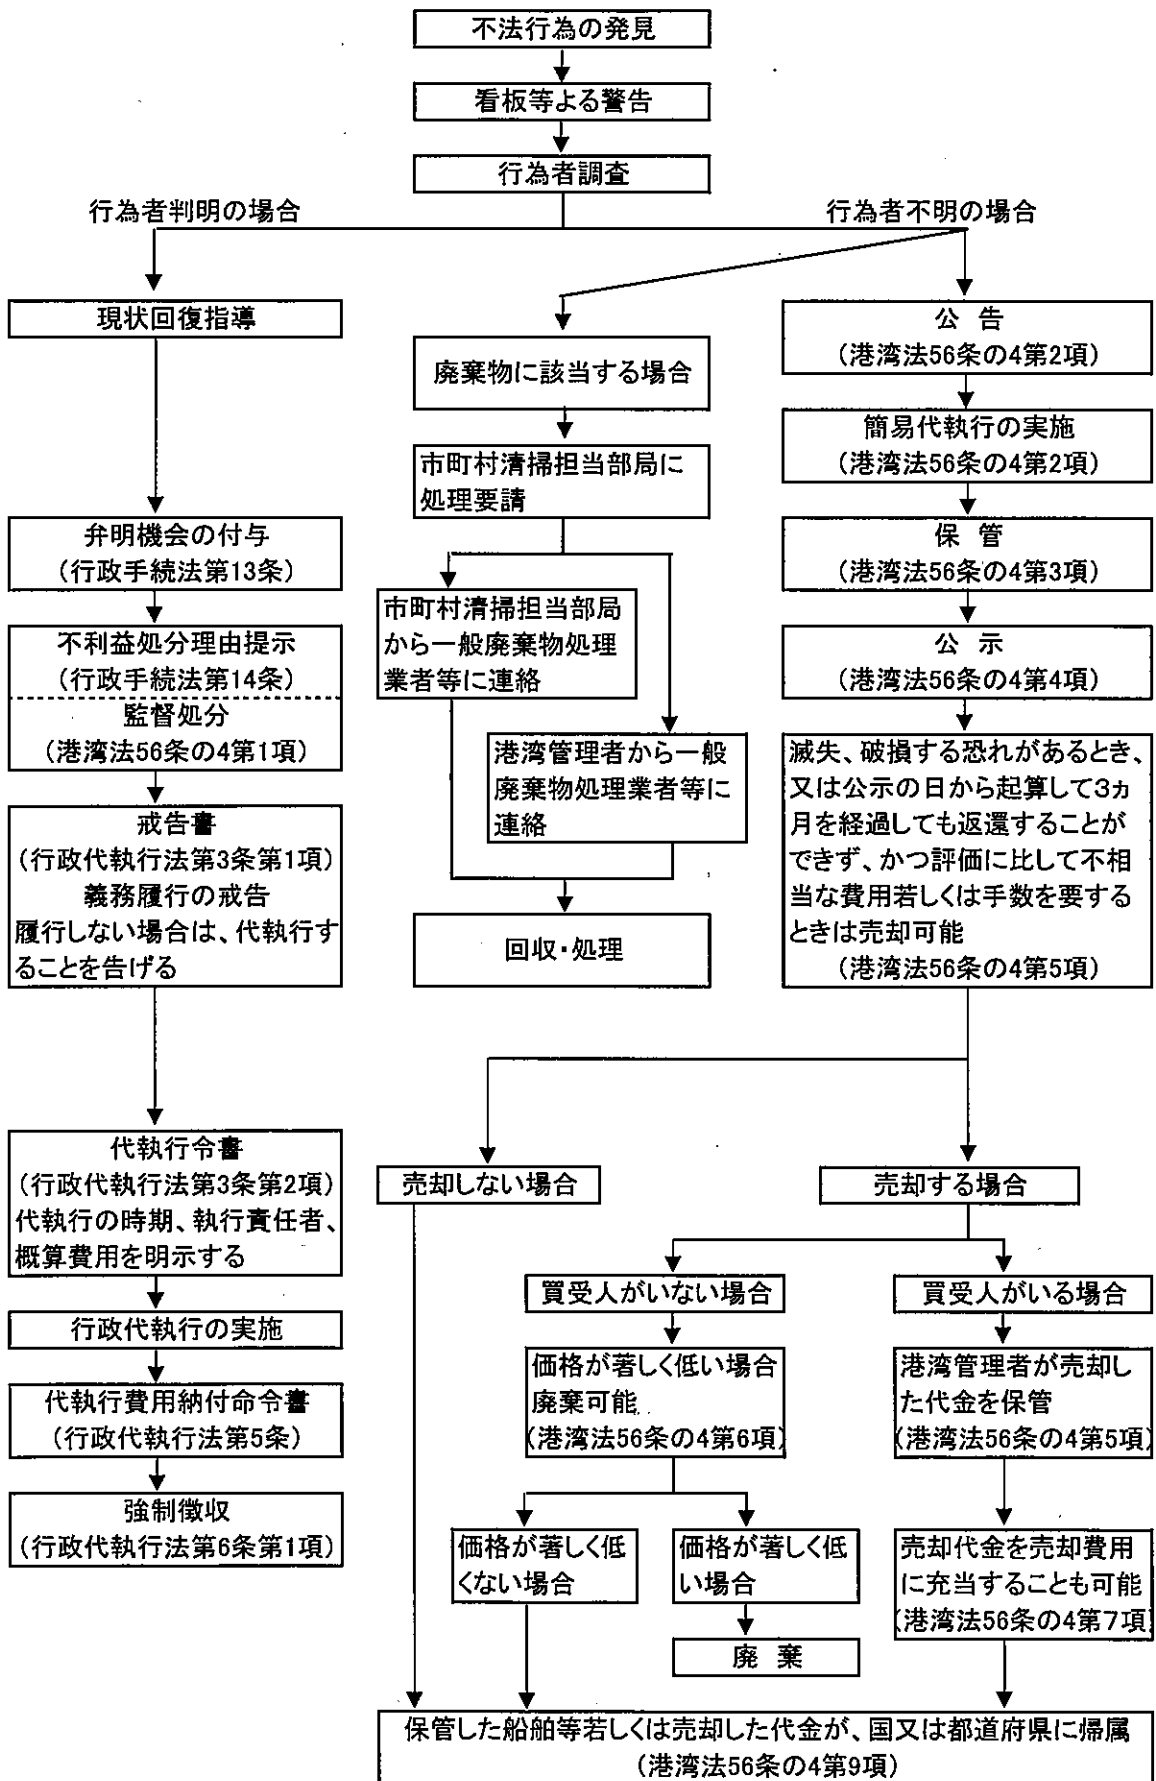 不法行為の発見
看板等よる警告
行為者調査
行為者判明の場合
行為者不明の場合
現状回復指導
弁明機会の付与
(行政手続法第13条)
不利益処分理由提示
(行政手続法第14条)
監督処分
(港湾法56条の4第1項)
戒告書
(行政代執行法第3条第1項)
義務履行の戒告
履行しない場合は、代執行す
ることを告げる
代執行令書
(行政代執行法第3条第2項)
代執行の時期、執行責任者、
概算費用を明示する
行政代執行の実施
代執行費用納付命令書
(行政代執行法第5条)
強制徴収
(行政代執行法第6条第1項)
廃棄物に該当する場合
市町村清掃担当部局に
処理要請
市町村清掃担当部局
から一般廃棄物処理
業者等に連絡
港湾管理者から一般
廃棄物処理業者等に
連絡
回収・処理
公 告
(港湾法56条の4第2項)
簡易代執行の実施
(港湾法56条の4第2項)
保 管
(港湾法56条の4第3項)
公 示
(港湾法56条の4第4項)
滅失、破損する恐れがあるとき、
又は公示の日から起算して3ヵ
月を経過しても返還することが
できず、かつ評価に比して不相
当な費用若しくは手数を要する
ときは売却可能
(港湾法56条の4第5項)
売却しない場合
売却する場合
買受人がいない場合
買受人がいる場合
価格が著しく低い場合
廃棄可能
(港湾法56条の4第6項)
港湾管理者が売却し
た代金を保管
(港湾法56条の4第5項)
価格が著しく低
くない場合
価格が著しく低
い場合
売却代金を売却費用
に充当することも可能
(港湾法56条の4第7項)
廃 棄
保管した船舶等若しくは売却した代金が、国又は都道府県に帰属
(港湾法56条の4第9項)